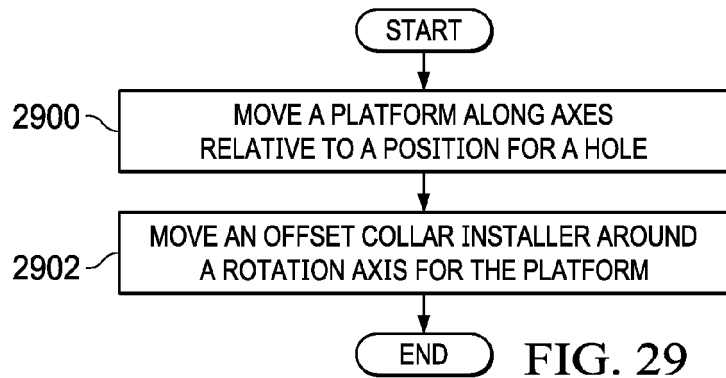 START
2900
MOVE A PLATFORM ALONG AXES
RELATIVE TO A POSITION FOR A HOLE
2902
MOVE AN OFFSET COLLAR INSTALLER AROUND
A ROTATION AXIS FOR THE PLATFORM
END
FIG. 29